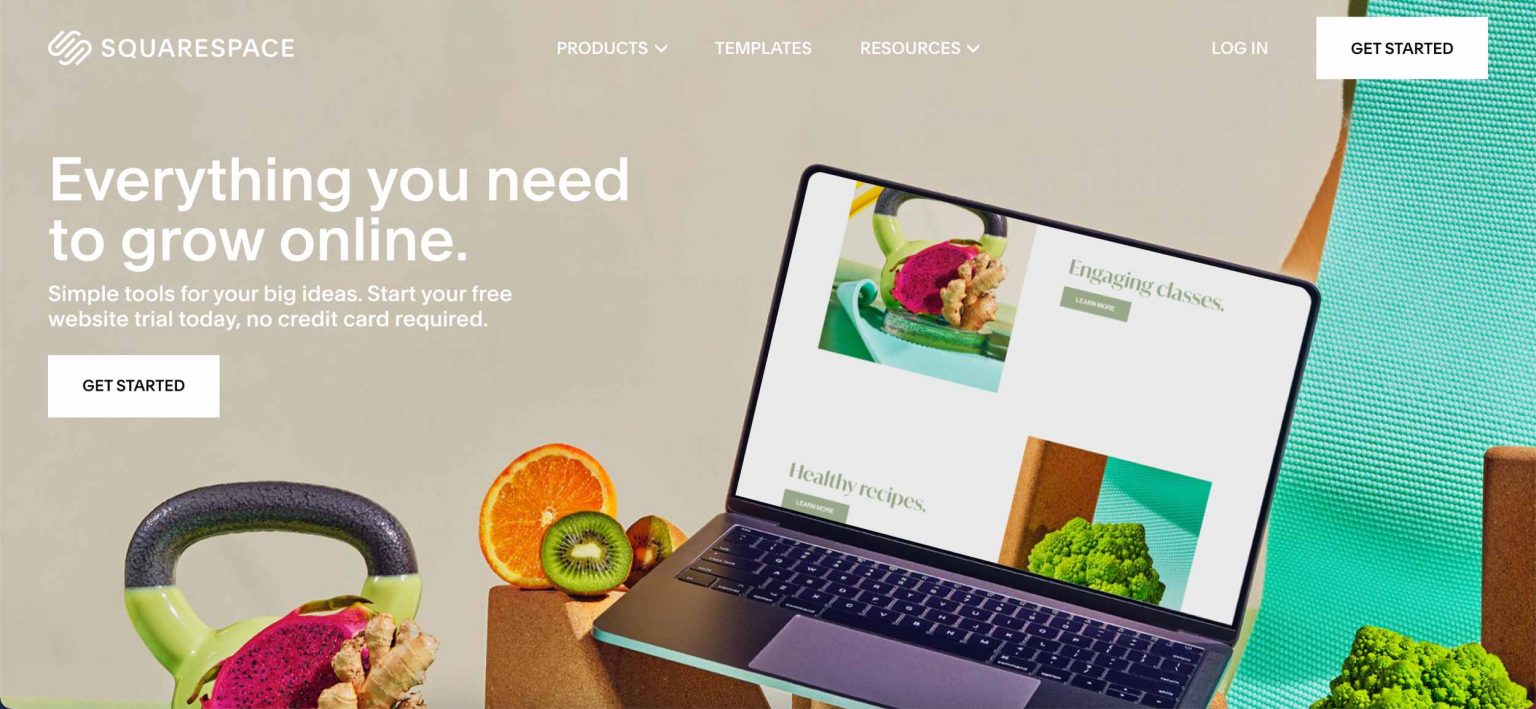 SQUARESPACE
PRODUCTS
TEMPLATES
RESOURCES
LOG IN
GET STARTED
Everything you need
to grow online.
Simple tools for your big ideas. Start your free
website trial today, no credit card required.
GET STARTED
Engaging classes.
LEARN MORE
Healthy recipes.
LEARN MORE